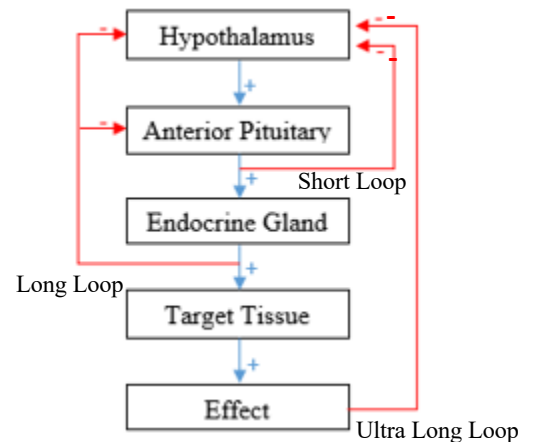 Hypothalamus
+
Anterior Pituitary
+
Short Loop
Endocrine Gland
+
Long Loop
Target Tissue
+
Effect
Ultra Long Loop